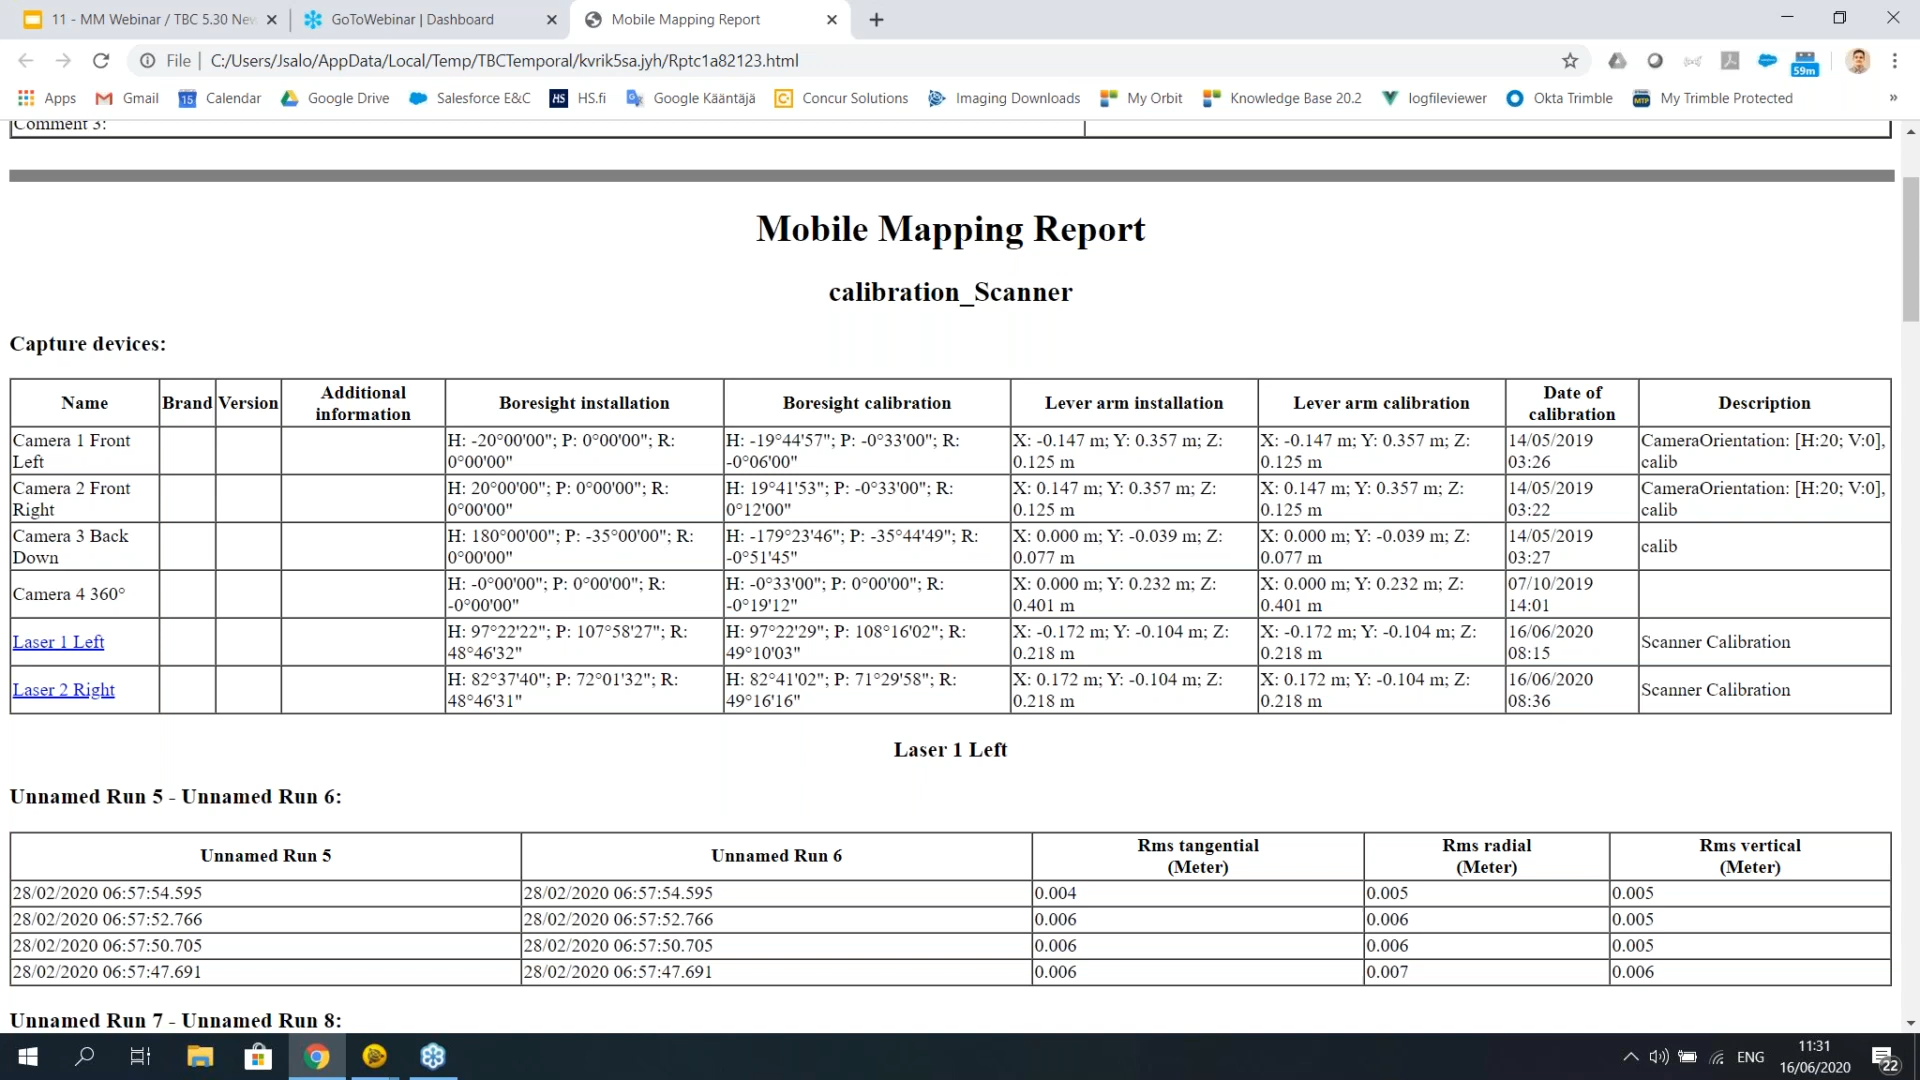 11 - MM Webinar / TBC 5.30 Nev
GoToWebinar | Dashboard
Mobile Mapping Report
File | C:/Users/Jsalo/AppData/Local/Temp/TBCTemporal/kvrik5sa.jyh/Rptc1a82123.html
59m
Apps
Gmail
15
Calendar
Google Drive
Salesforce E&C
HS
HS.fi
Google Kääntäjä
Concur Solutions
Imaging Downloads
My Orbit
Knowledge Base 20.2
logfileviewer
Okta Trimble
My Trimble Protected
»
Comment 3:
Mobile Mapping Report
calibration_Scanner
Capture devices:
Name
Brand
Version
Additional
information
Boresight installation
Boresight calibration
Lever arm installation
Lever arm calibration
Date of
calibration
Description
Camera 1 Front
Left
H: -20°00'00"; P: 0°00'00"; R:
0°00'00"
H: -19°44'57"; P: -0°33'00"; R:
-0°06'00"
X: -0.147 m; Y: 0.357 m; Z:
0.125 m
X: -0.147 m; Y: 0.357 m; Z:
0.125 m
14/05/2019
03:26
CameraOrientation: [H:20; V:0],
calib
Camera 2 Front
Right
H: 20°00'00"; P: 0°00'00"; R:
0°00'00"
H: 19°41'53"; P: -0°33'00"; R:
0°12'00"
X: 0.147 m; Y: 0.357 m; Z:
0.125 m
X: 0.147 m; Y: 0.357 m; Z:
0.125 m
14/05/2019
03:22
CameraOrientation: [H:20; V:0],
calib
Camera 3 Back
Down
H: 180°00'00"; P: -35°00'00"; R:
0°00'00"
H: -179°23'46"; P: -35°44'49"; R:
-0°51'45"
X: 0.000 m; Y: -0.039 m; Z:
0.077 m
X: 0.000 m; Y: -0.039 m; Z:
0.077 m
14/05/2019
03:27
calib
Camera 4 360°
H: -0°00'00"; P: 0°00'00"; R:
-0°00'00"
H: -0°33'00"; P: 0°00'00"; R:
-0°19'12"
X: 0.000 m; Y: 0.232 m; Z:
0.401 m
X: 0.000 m; Y: 0.232 m; Z:
0.401 m
07/10/2019
14:01
Laser 1 Left
H: 97°22'22"; P: 107°58'27"; R:
48°46'32"
H: 97°22'29"; P: 108°16'02"; R:
49°10'03"
X: -0.172 m; Y: -0.104 m; Z:
0.218 m
X: -0.172 m; Y: -0.104 m; Z:
0.218 m
16/06/2020
08:15
Scanner Calibration
Laser 2 Right
H: 82°37'40"; P: 72°01'32"; R:
48°46'31"
H: 82°41'02"; P: 71°29'58"; R:
49°16'16"
X: 0.172 m; Y: -0.104 m; Z:
0.218 m
X: 0.172 m; Y: -0.104 m; Z:
0.218 m
16/06/2020
08:36
Scanner Calibration
Laser 1 Left
Unnamed Run 5 - Unnamed Run 6:
Unnamed Run 5
Unnamed Run 6
Rms tangential
(Meter)
Rms radial
(Meter)
Rms vertical
(Meter)
28/02/2020 06:57:54.595
28/02/2020 06:57:54.595
0.004
0.005
0.005
28/02/2020 06:57:52.766
28/02/2020 06:57:52.766
0.006
0.006
0.005
28/02/2020 06:57:50.705
28/02/2020 06:57:50.705
0.006
0.006
0.005
28/02/2020 06:57:47.691
28/02/2020 06:57:47.691
0.006
0.007
0.006
Unnamed Run 7 - Unnamed Run 8:
ENG
11:31
16/06/2020
22